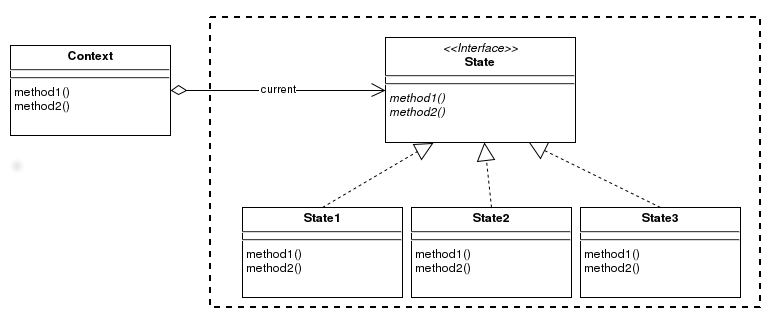 <<Interface>>
Context
State
method1()
method2()
current
method1()
method2()
State1
State2
State3
method1()
method2()
method1()
method2()
method1()
method2()